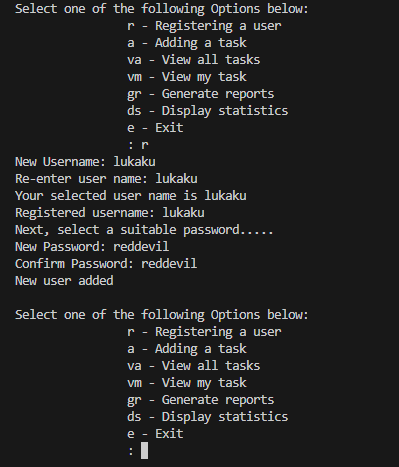 Select one of the following Options below:
r - Registering a user
a - Adding a task
va - View all tasks
vm - View my task
gr - Generate reports
ds - Display statistics
e - Exit
: r
New Username: lukaku
Re-enter user name: lukaku
Your selected user name is lukaku
Registered username: lukaku
Next, select a suitable password.....
New Password: reddevil
Confirm Password: reddevil
New user added
Select one of the following Options below:
r - Registering a user
a - Adding a task
va - View all tasks
vm - View my task
gr - Generate reports
ds - Display statistics
e - Exit
: